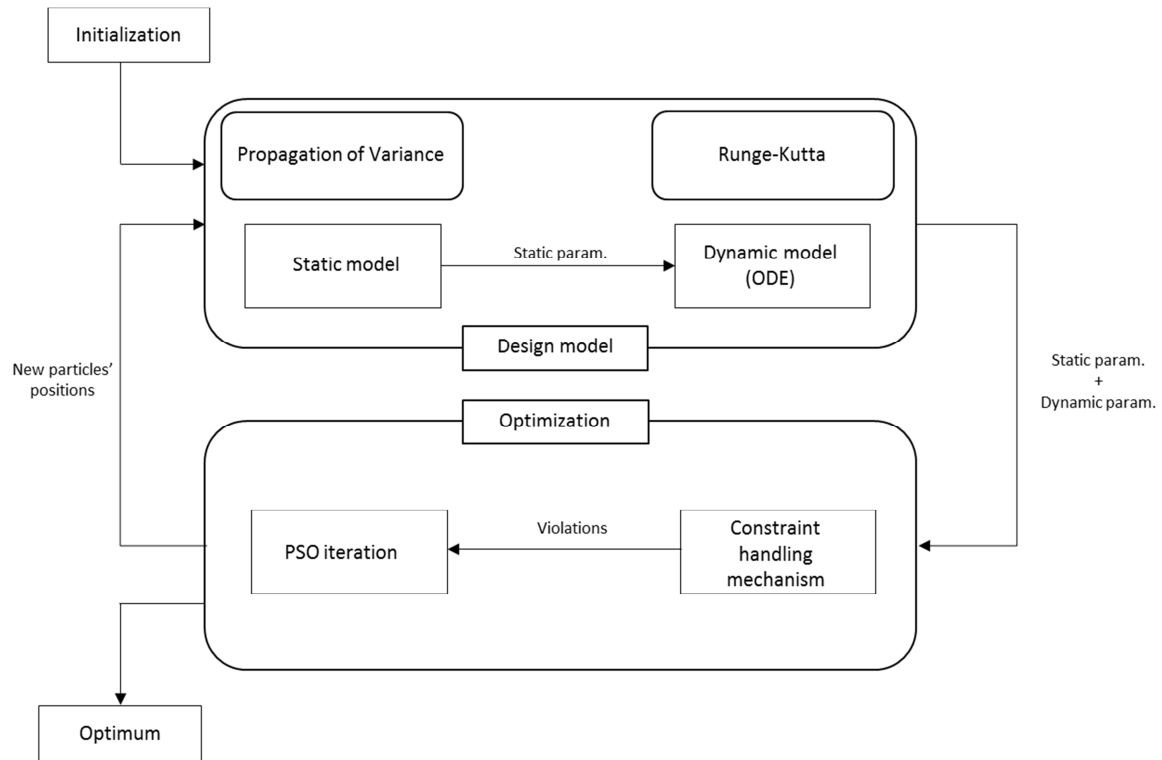 Initialization
Propagation of Variance
Runge-Kutta
Static model
Static param.
Dynamic model
(ODE)
Design model
New particles'
positions
Static param.
+
Dynamic param.
Optimization
PSO iteration
Violations
Constraint
handling
mechanism
Optimum